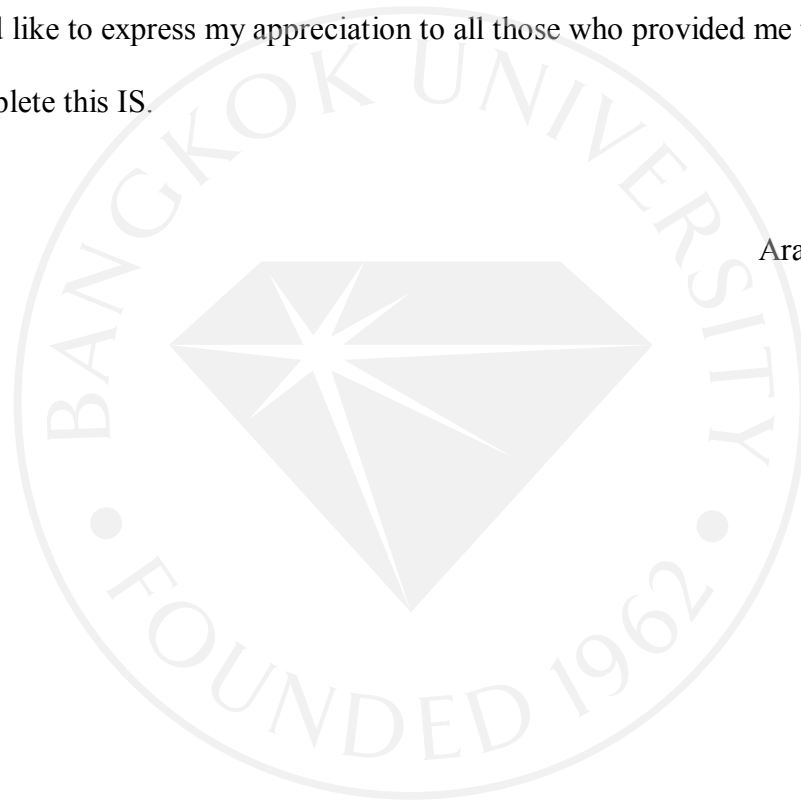 l like to express my appreciation to all those who provided me
plete this IS.
Ara
BANGKOK UNIVERSITY
FOUNDED 1962